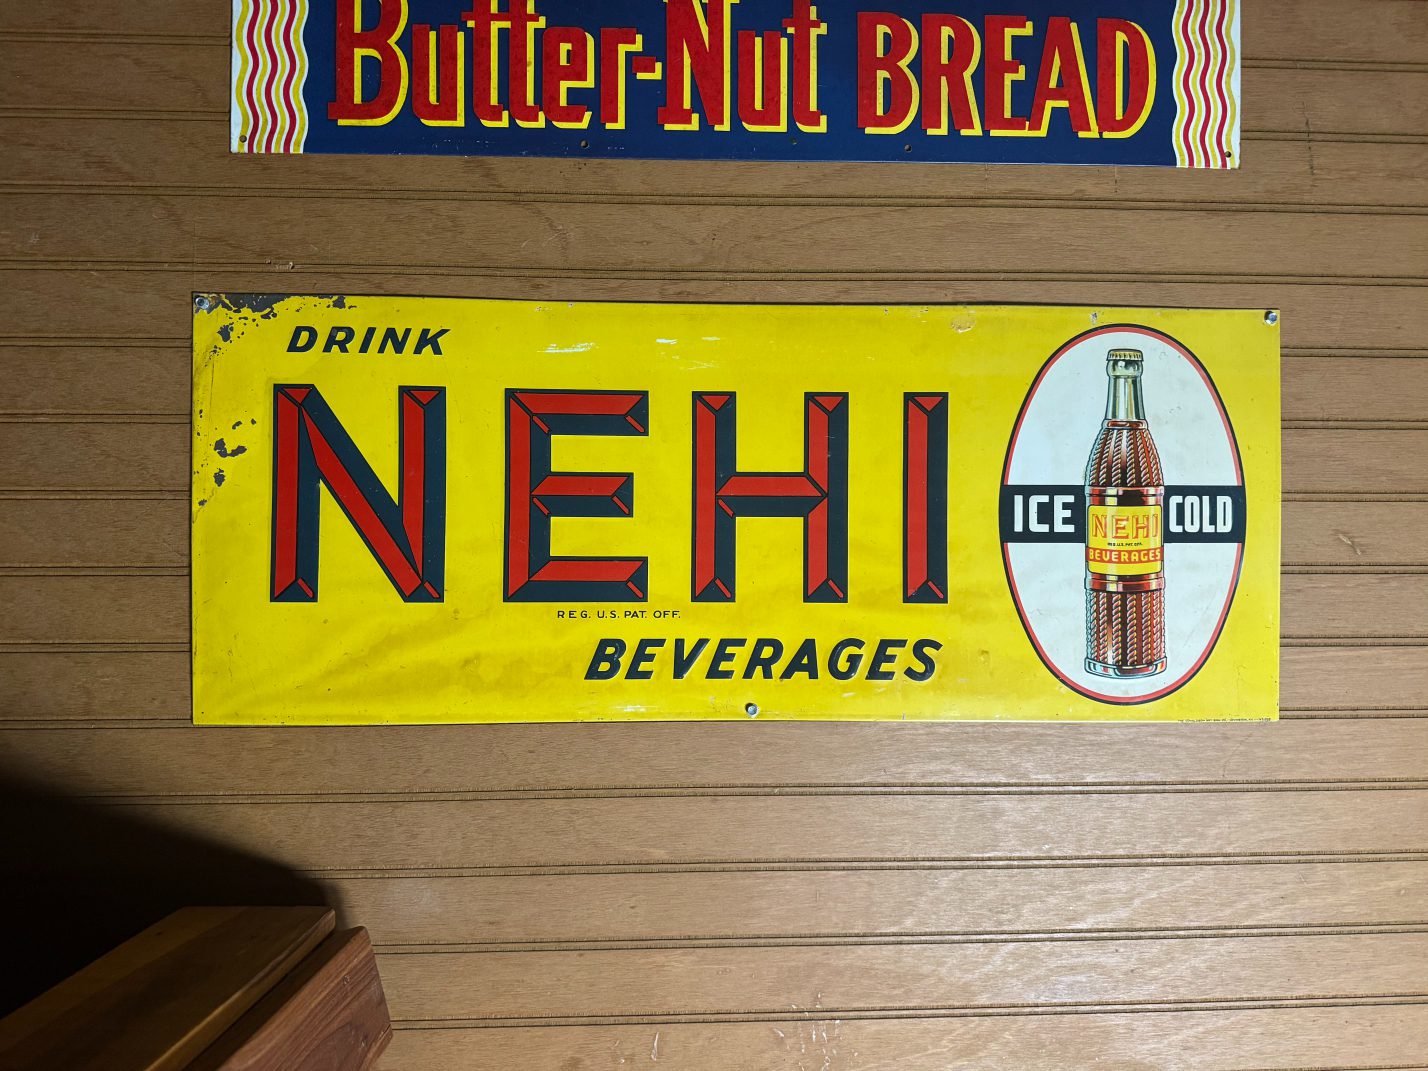 Butter-Nut BREAD
DRINK
NEHI
REG. U.S. PAT. OFF.
BEVERAGES
ICE COLD
NEHI
REG. U.S. PAT. OFF.
BEVERAGES